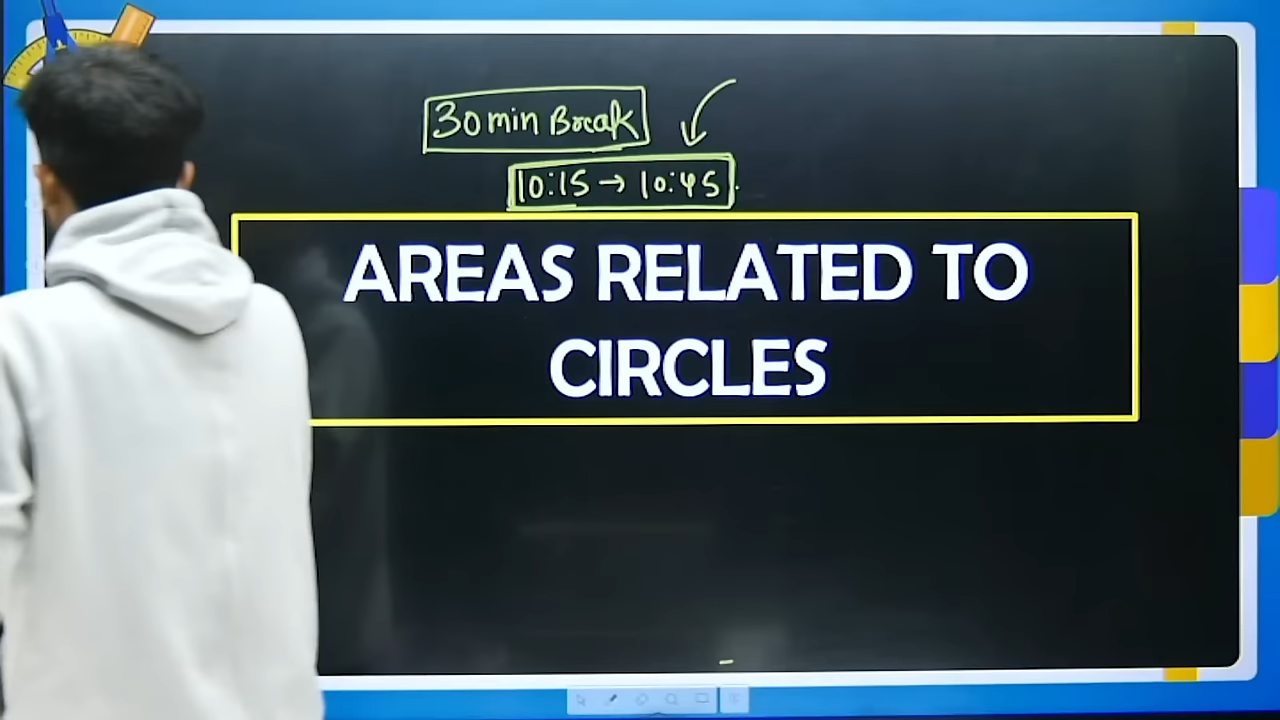 30 min Break
10:15 → 10:45
AREAS RELATED TO
CIRCLES